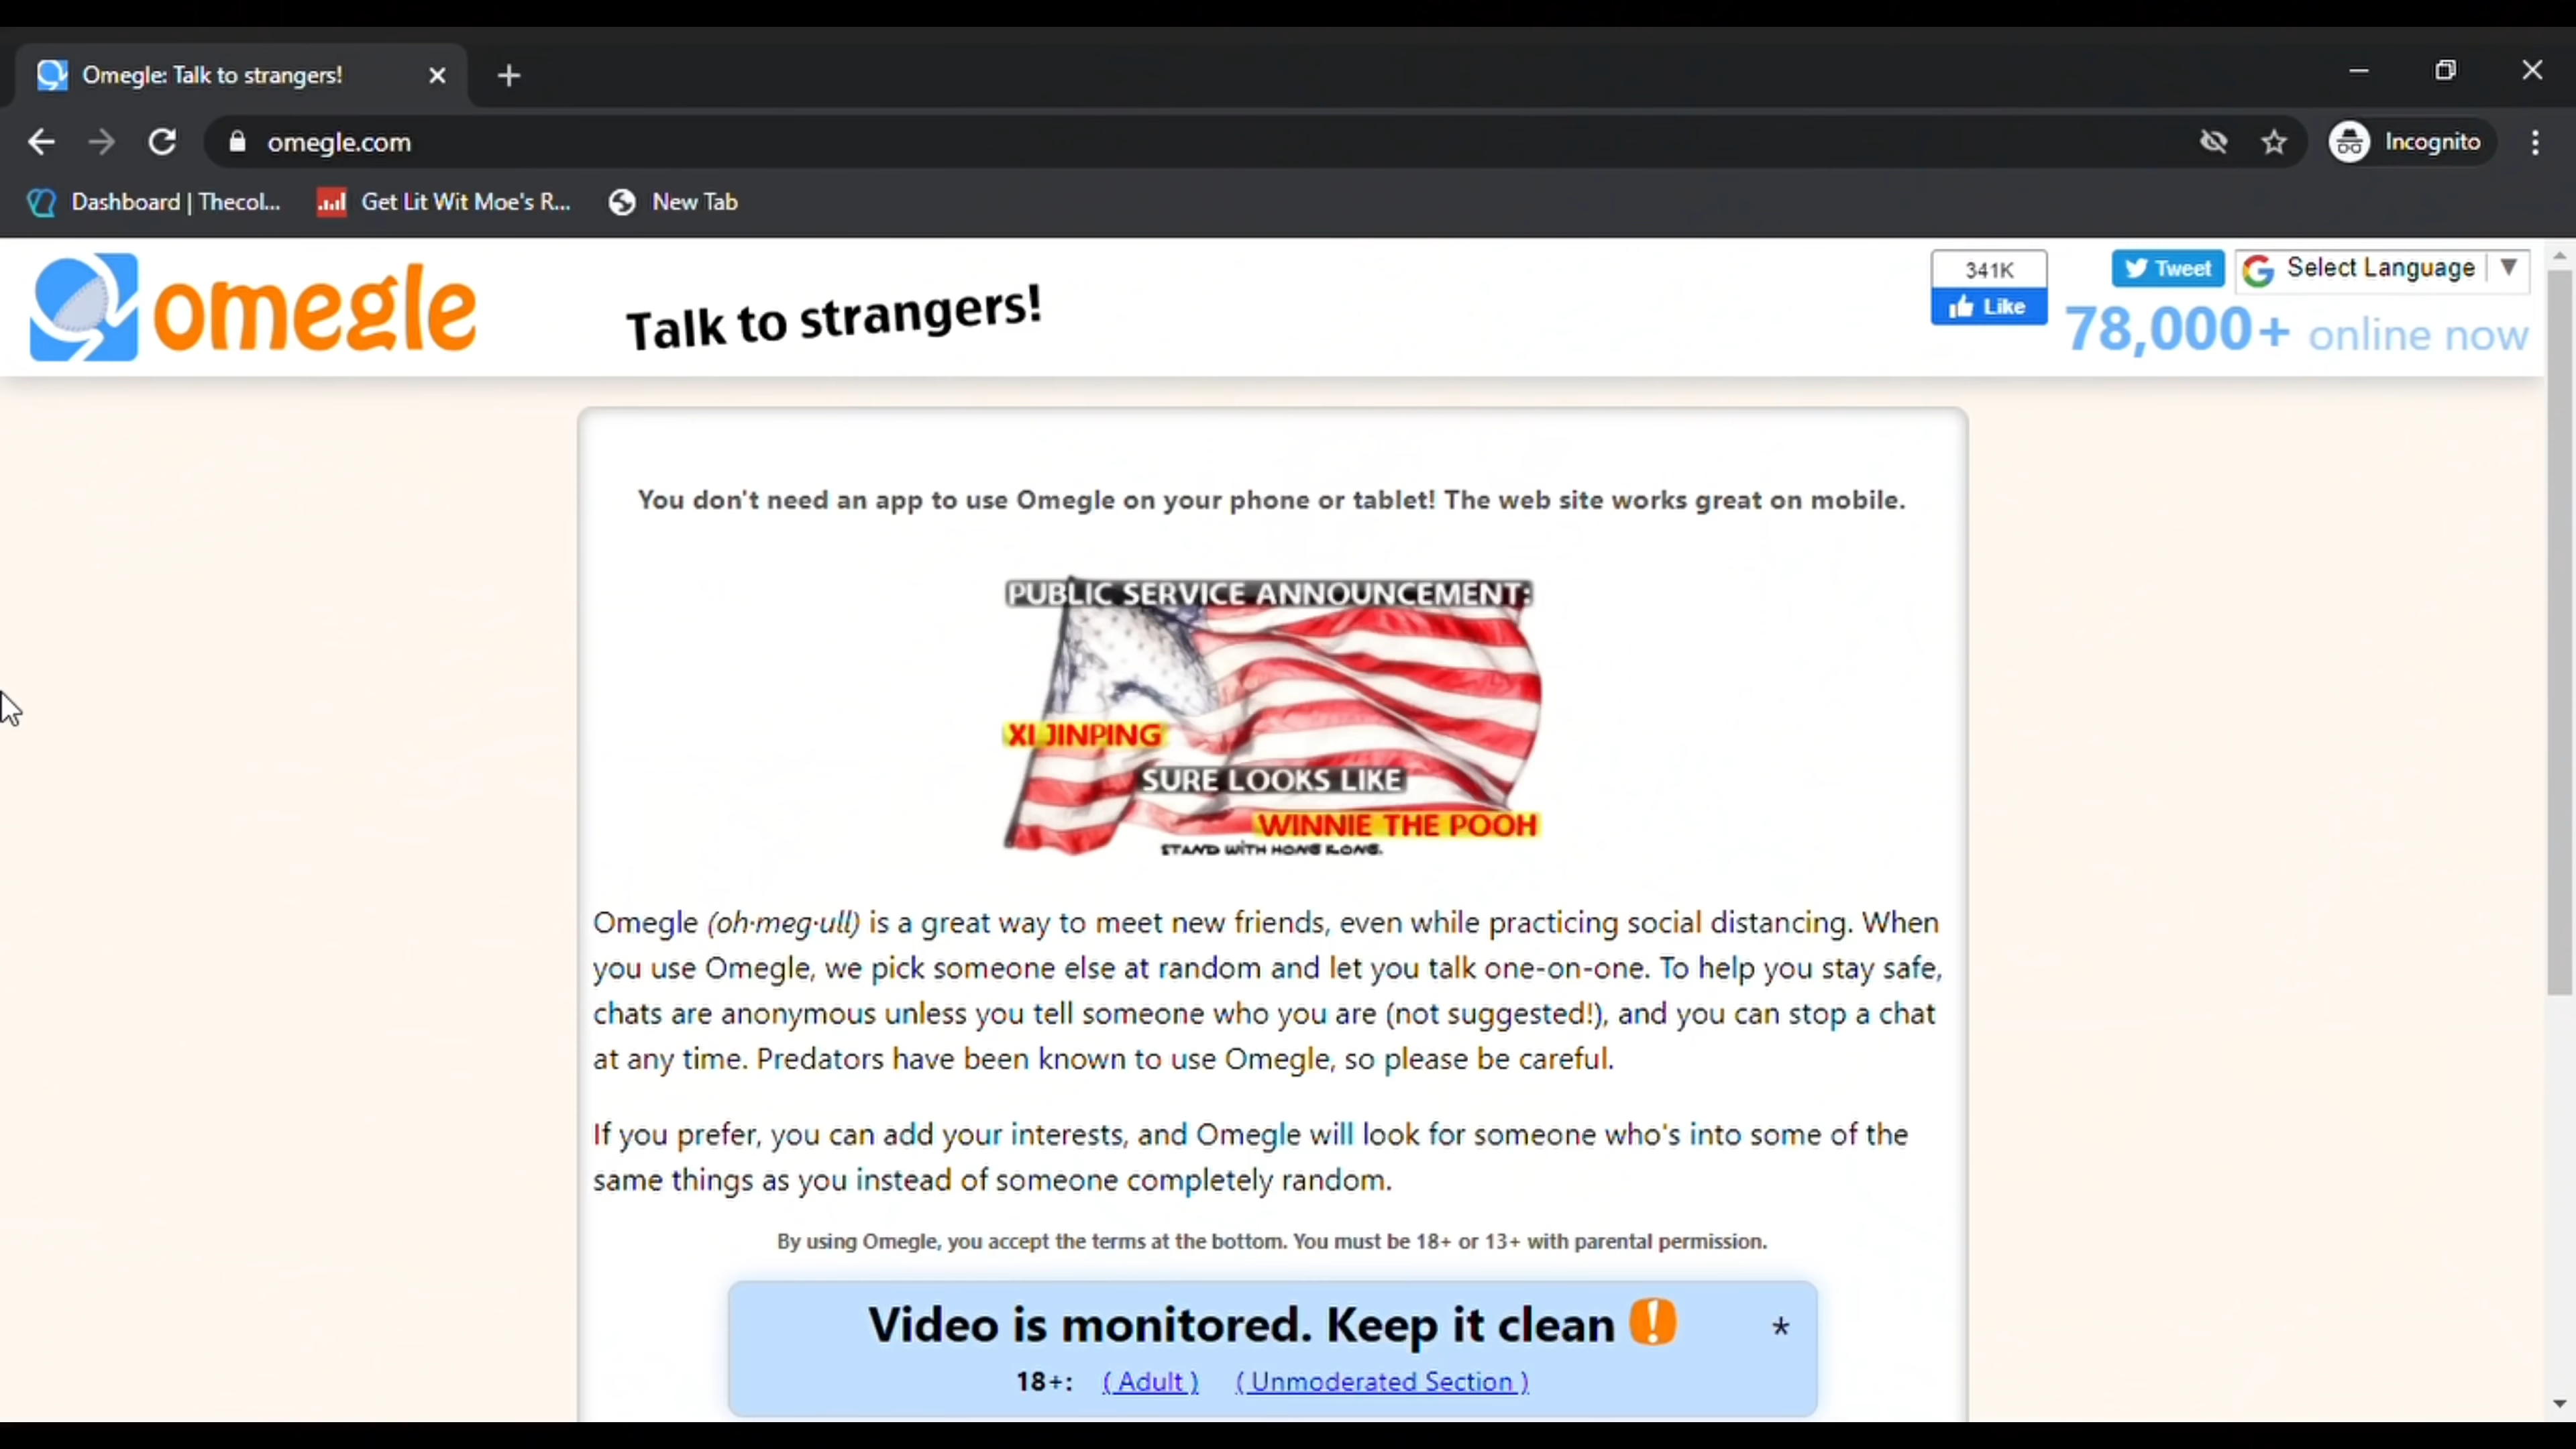 Omegle: Talk to strangers!
omegle.com
Incognito
Dashboard | Thecol...
Get Lit Wit Moe's R...
New Tab
omegle
Talk to strangers!
341K
Like
Tweet
Select Language
78,000+ online now
You don't need an app to use Omegle on your phone or tablet! The web site works great on mobile.
PUBLIC SERVICE ANNOUNCEMENT:
XI JINPING
SURE LOOKS LIKE
WINNIE THE POOH
STAND WITH HONG KONG.
Omegle (oh·meg·ull) is a great way to meet new friends, even while practicing social distancing. When
you use Omegle, we pick someone else at random and let you talk one-on-one. To help you stay safe,
chats are anonymous unless you tell someone who you are (not suggested!), and you can stop a chat
at any time. Predators have been known to use Omegle, so please be careful.
If you prefer, you can add your interests, and Omegle will look for someone who's into some of the
same things as you instead of someone completely random.
By using Omegle, you accept the terms at the bottom. You must be 18+ or 13+ with parental permission.
Video is monitored. Keep it clean ! *
18+: (Adult) (Unmoderated Section)